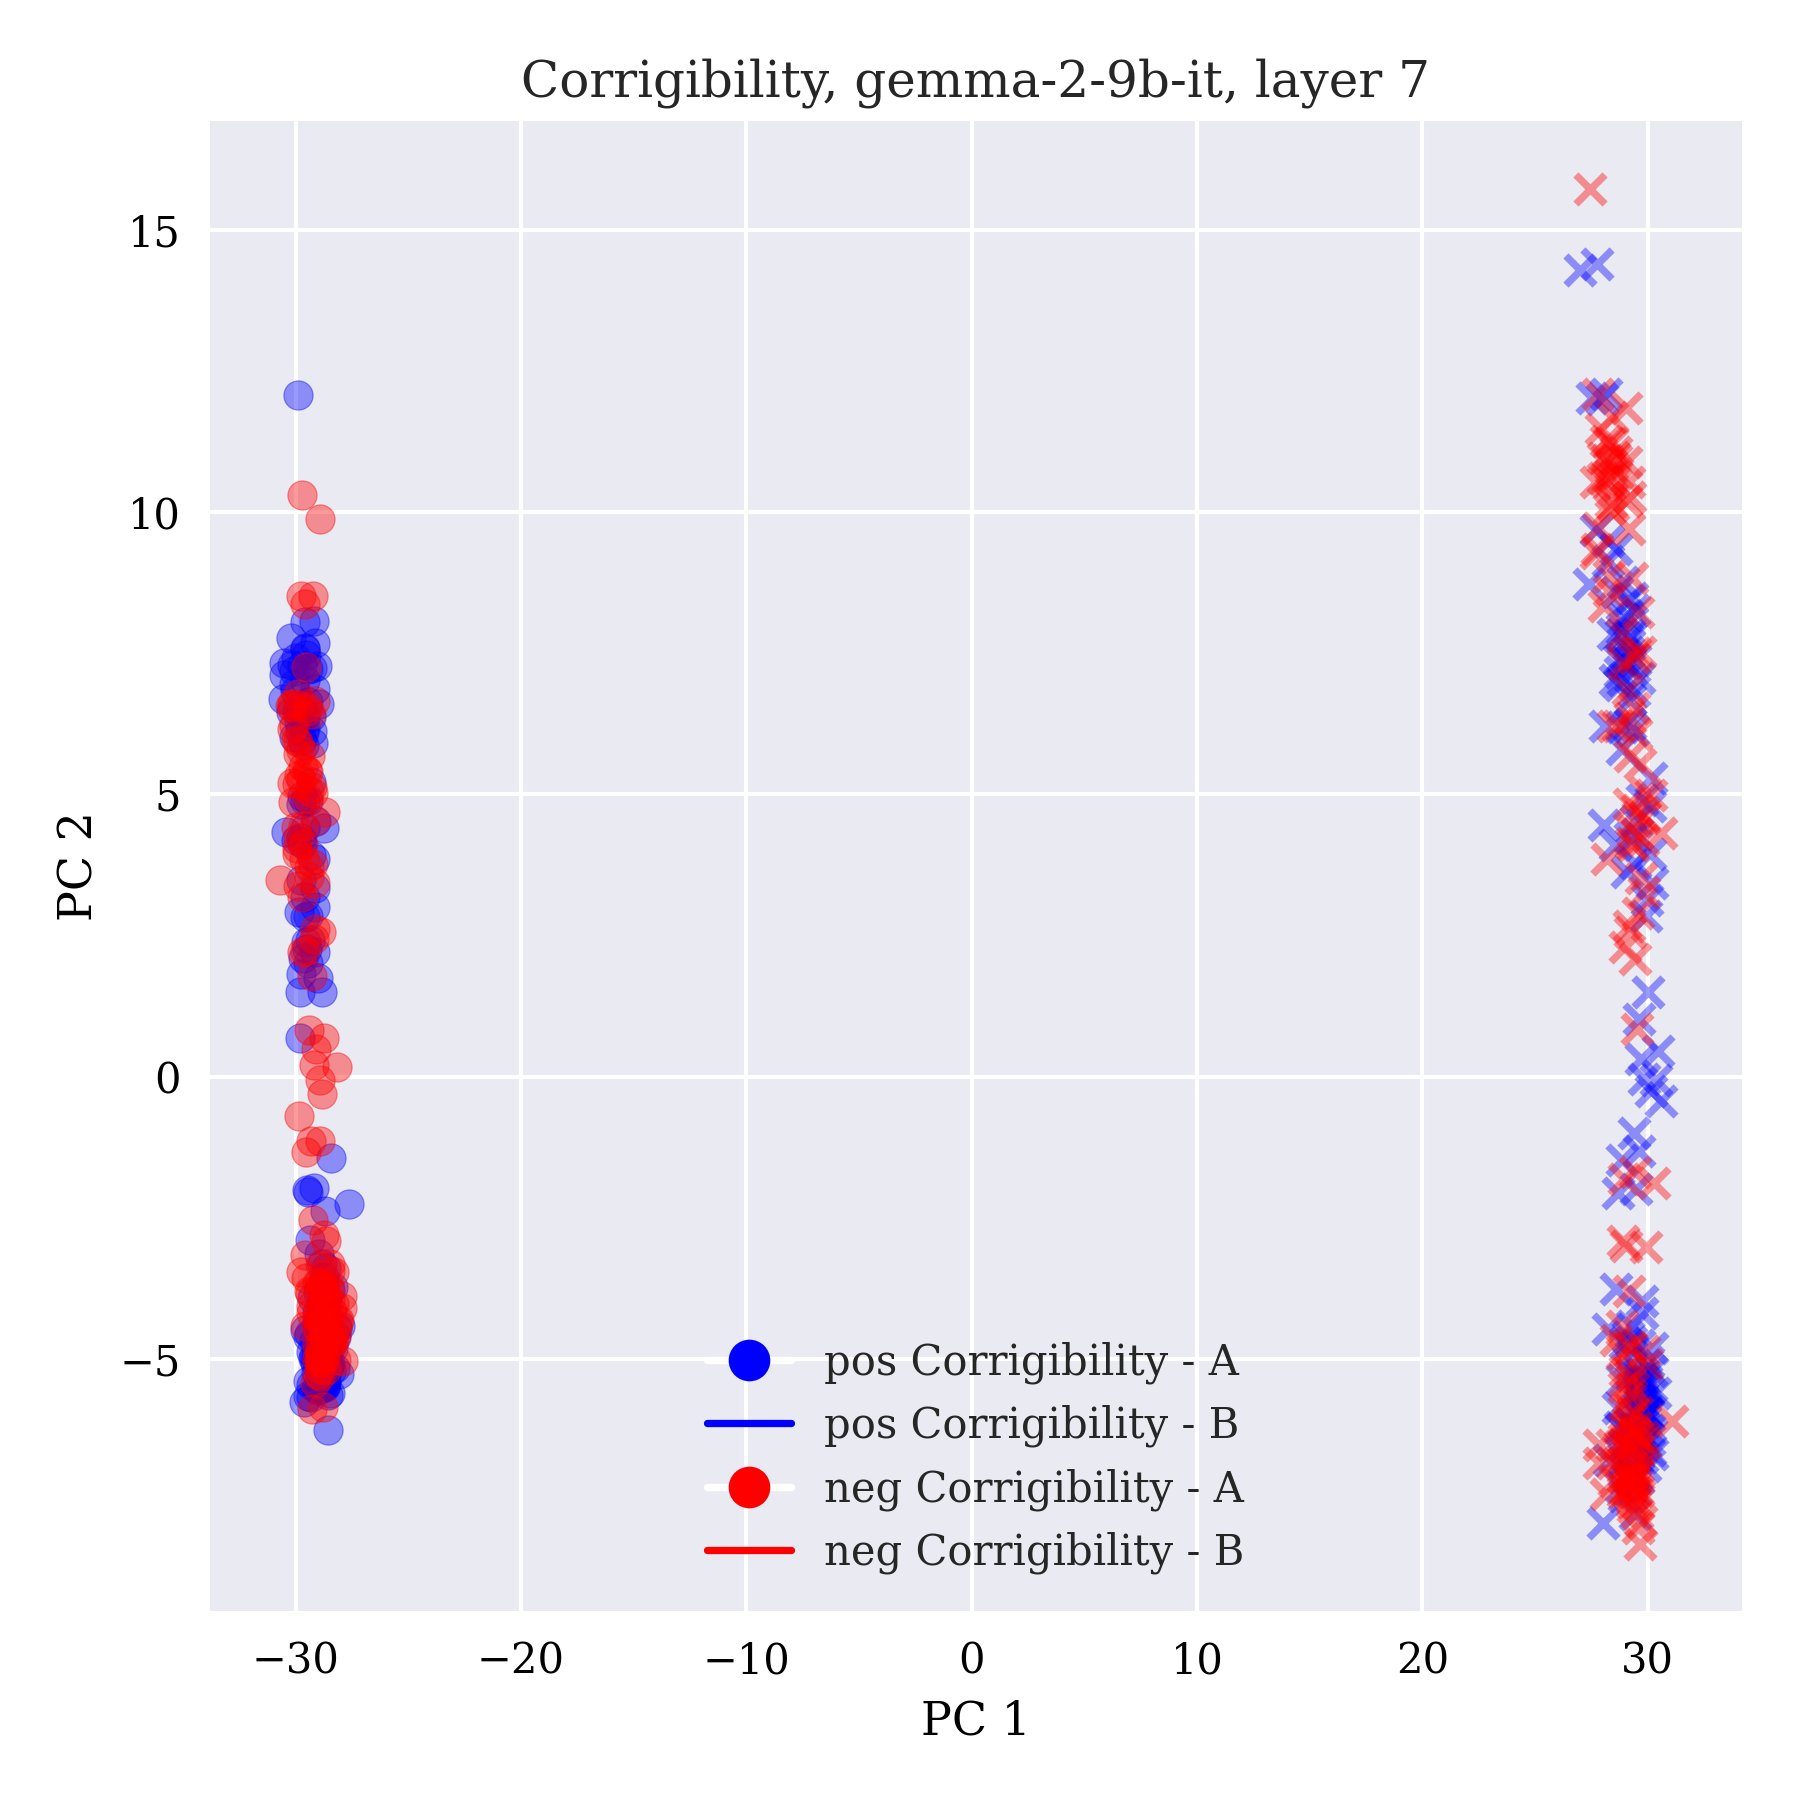 Corrigibility, gemma-2-9b-it, layer 7
15
10
5
0
−5
PC 2
pos Corrigibility - A
pos Corrigibility - B
neg Corrigibility - A
neg Corrigibility - B
−30 −20 −10 0 10 20 30
PC 1